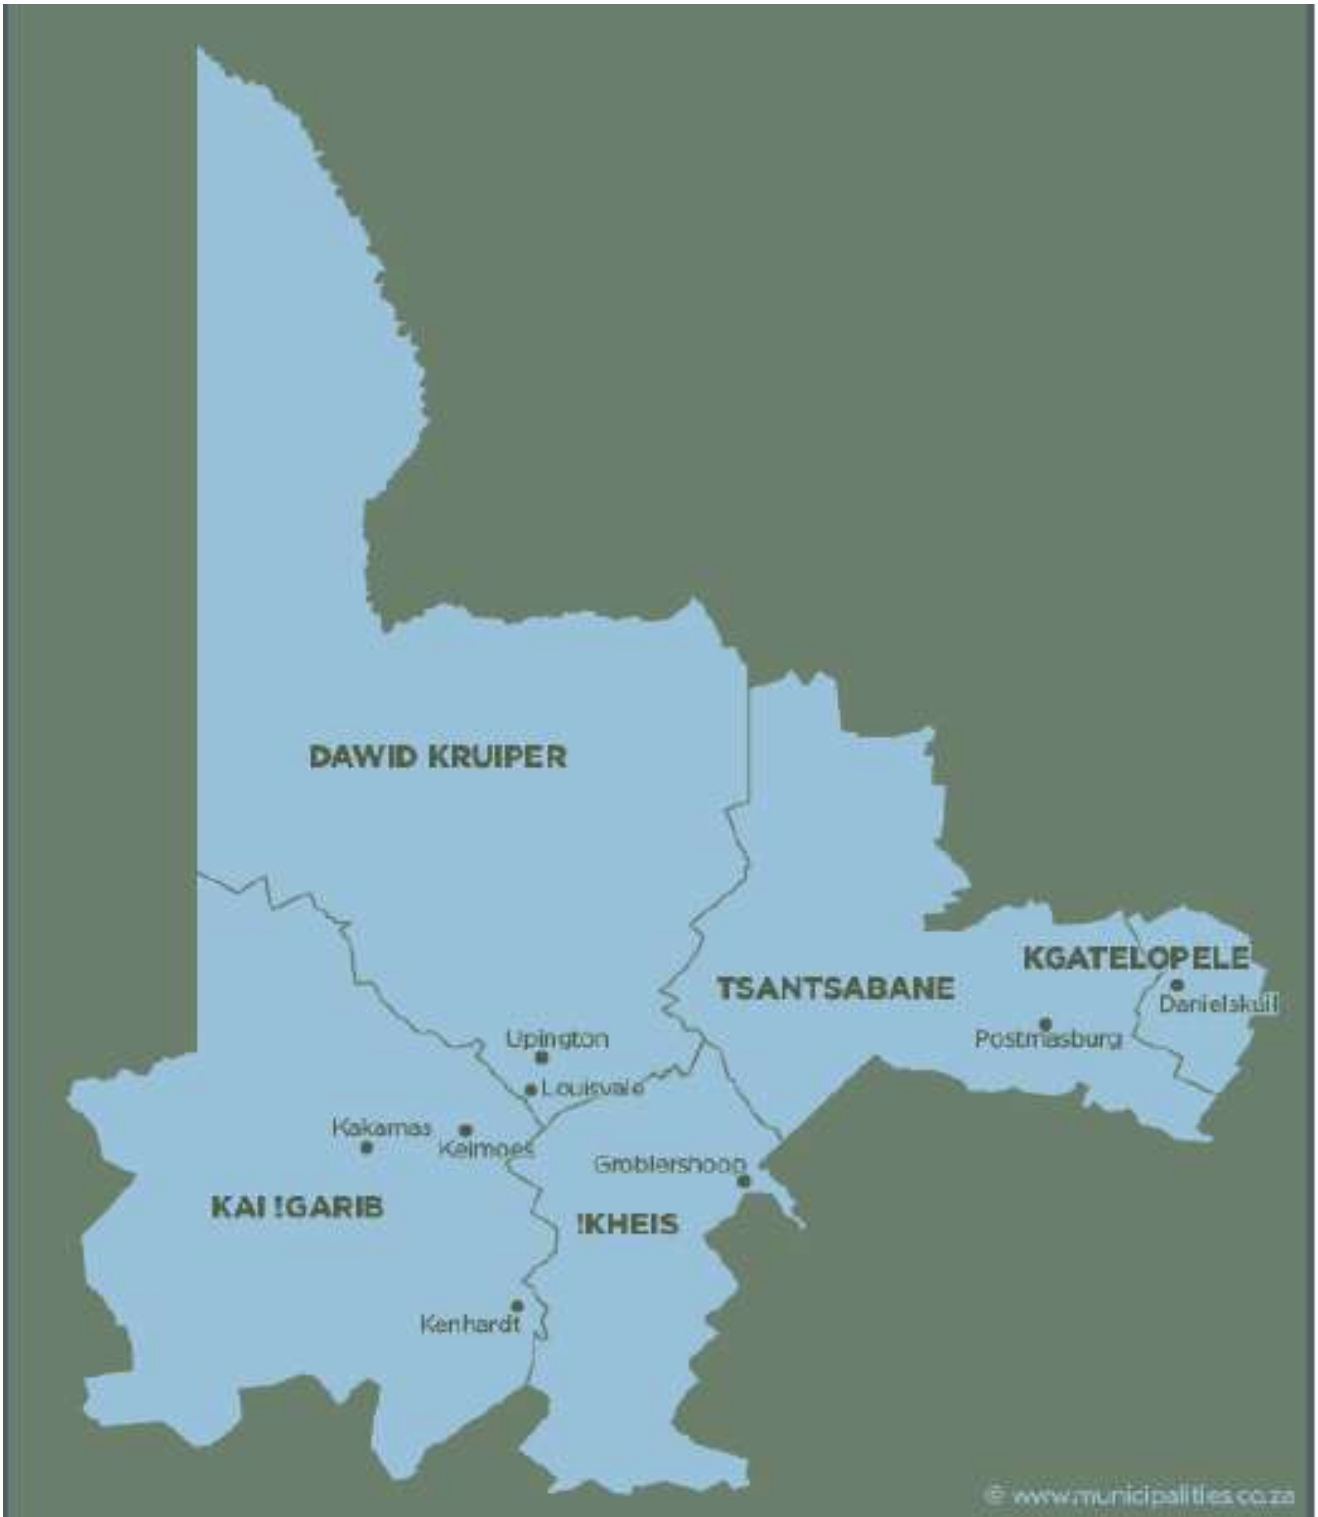 DAWID KRUIPER
KGATELOPELE
TSANTSABANE
Danielskuil
Postmasburg
Upington
Louisvale
Kakamas
Keimoes
Groblershoop
KAI !GARIB
!KHEIS
Kenhardt
© www.municipalities.co.za